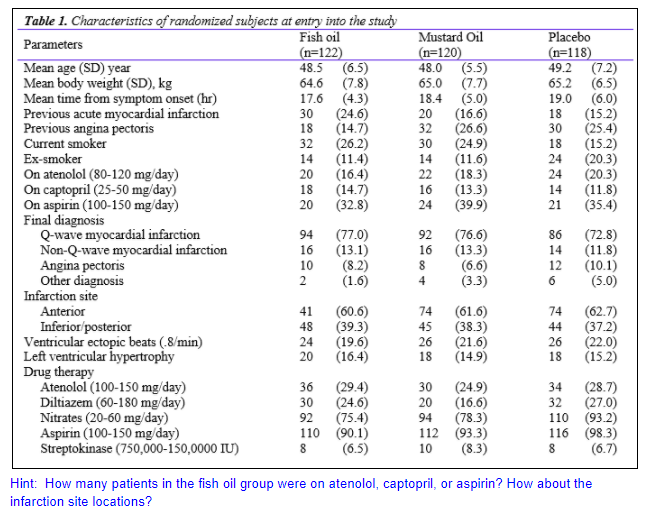 Table 1. Characteristics of randomized subjects at entry into the study
Parameters Fish oil (n=122) Mustard Oil (n=120) Placebo (n=118)
Mean age (SD) year 48.5 (6.5) 48.0 (5.5) 49.2 (7.2)
Mean body weight (SD), kg 64.6 (7.8) 65.0 (7.7) 65.2 (6.5)
Mean time from symptom onset (hr) 17.6 (4.3) 18.4 (5.0) 19.0 (6.0)
Previous acute myocardial infarction 30 (24.6) 20 (16.6) 18 (15.2)
Previous angina pectoris 18 (14.7) 32 (26.6) 30 (25.4)
Current smoker 32 (26.2) 30 (24.9) 18 (15.2)
Ex-smoker 14 (11.4) 14 (11.6) 24 (20.3)
On atenolol (80-120 mg/day) 20 (16.4) 22 (18.3) 24 (20.3)
On captopril (25-50 mg/day) 18 (14.7) 16 (13.3) 14 (11.8)
On aspirin (100-150 mg/day) 20 (32.8) 24 (39.9) 21 (35.4)
Final diagnosis
Q-wave myocardial infarction 94 (77.0) 92 (76.6) 86 (72.8)
Non-Q-wave myocardial infarction 16 (13.1) 16 (13.3) 14 (11.8)
Angina pectoris 10 (8.2) 8 (6.6) 12 (10.1)
Other diagnosis 2 (1.6) 4 (3.3) 6 (5.0)
Infarction site
Anterior 41 (60.6) 74 (61.6) 74 (62.7)
Inferior/posterior 48 (39.3) 45 (38.3) 44 (37.2)
Ventricular ectopic beats (.8/min) 24 (19.6) 26 (21.6) 26 (22.0)
Left ventricular hypertrophy 20 (16.4) 18 (14.9) 18 (15.2)
Drug therapy
Atenolol (100-150 mg/day) 36 (29.4) 30 (24.9) 34 (28.7)
Diltiazem (60-180 mg/day) 30 (24.6) 20 (16.6) 32 (27.0)
Nitrates (20-60 mg/day) 92 (75.4) 94 (78.3) 110 (93.2)
Aspirin (100-150 mg/day) 110 (90.1) 112 (93.3) 116 (98.3)
Streptokinase (750,000-150,0000 IU) 8 (6.5) 10 (8.3) 8 (6.7)
Hint: How many patients in the fish oil group were on atenolol, captopril, or aspirin? How about the
infarction site locations?